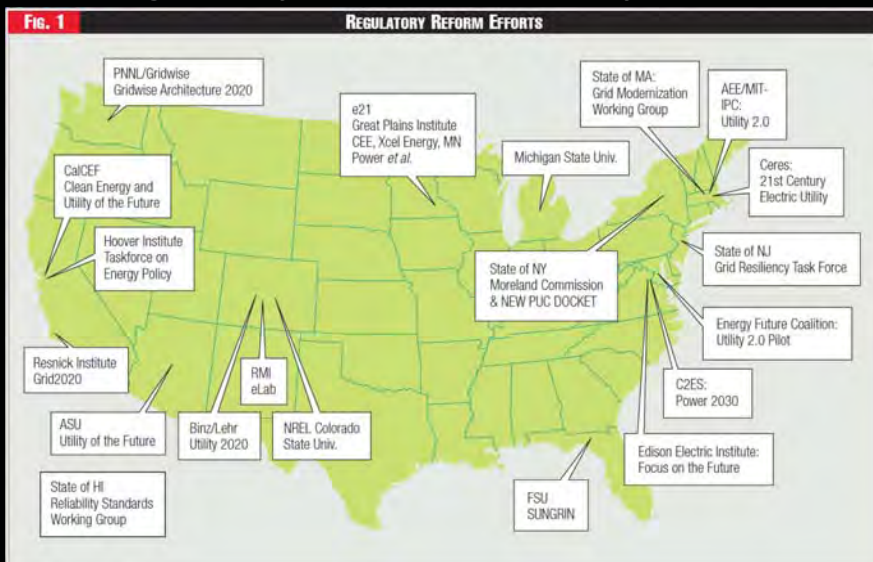 FIG. 1
REGULATORY REFORM EFFORTS
PNNL/Gridwise
Gridwise Architecture 2020
e21
Great Plains Institute
CEE, Xcel Energy, MN
Power et al.
Michigan State Univ.
State of MA:
Grid Modernization
Working Group
AEE/MIT-
IPC:
Utility 2.0
CalCEF
Clean Energy and
Utility of the Future
Ceres:
21st Century
Electric Utility
Hoover Institute
Taskforce on
Energy Policy
State of NY
Moreland Commission
& NEW PUC DOCKET
State of NJ
Grid Resiliency Task Force
Energy Future Coalition:
Utility 2.0 Pilot
Resnick Institute
Grid2020
RMI
eLab
C2ES:
Power 2030
ASU
Utility of the Future
Binz/Lehr
Utility 2020
NREL Colorado
State Univ.
Edison Electric Institute:
Focus on the Future
State of HI
Reliability Standards
Working Group
FSU
SUNGRIN